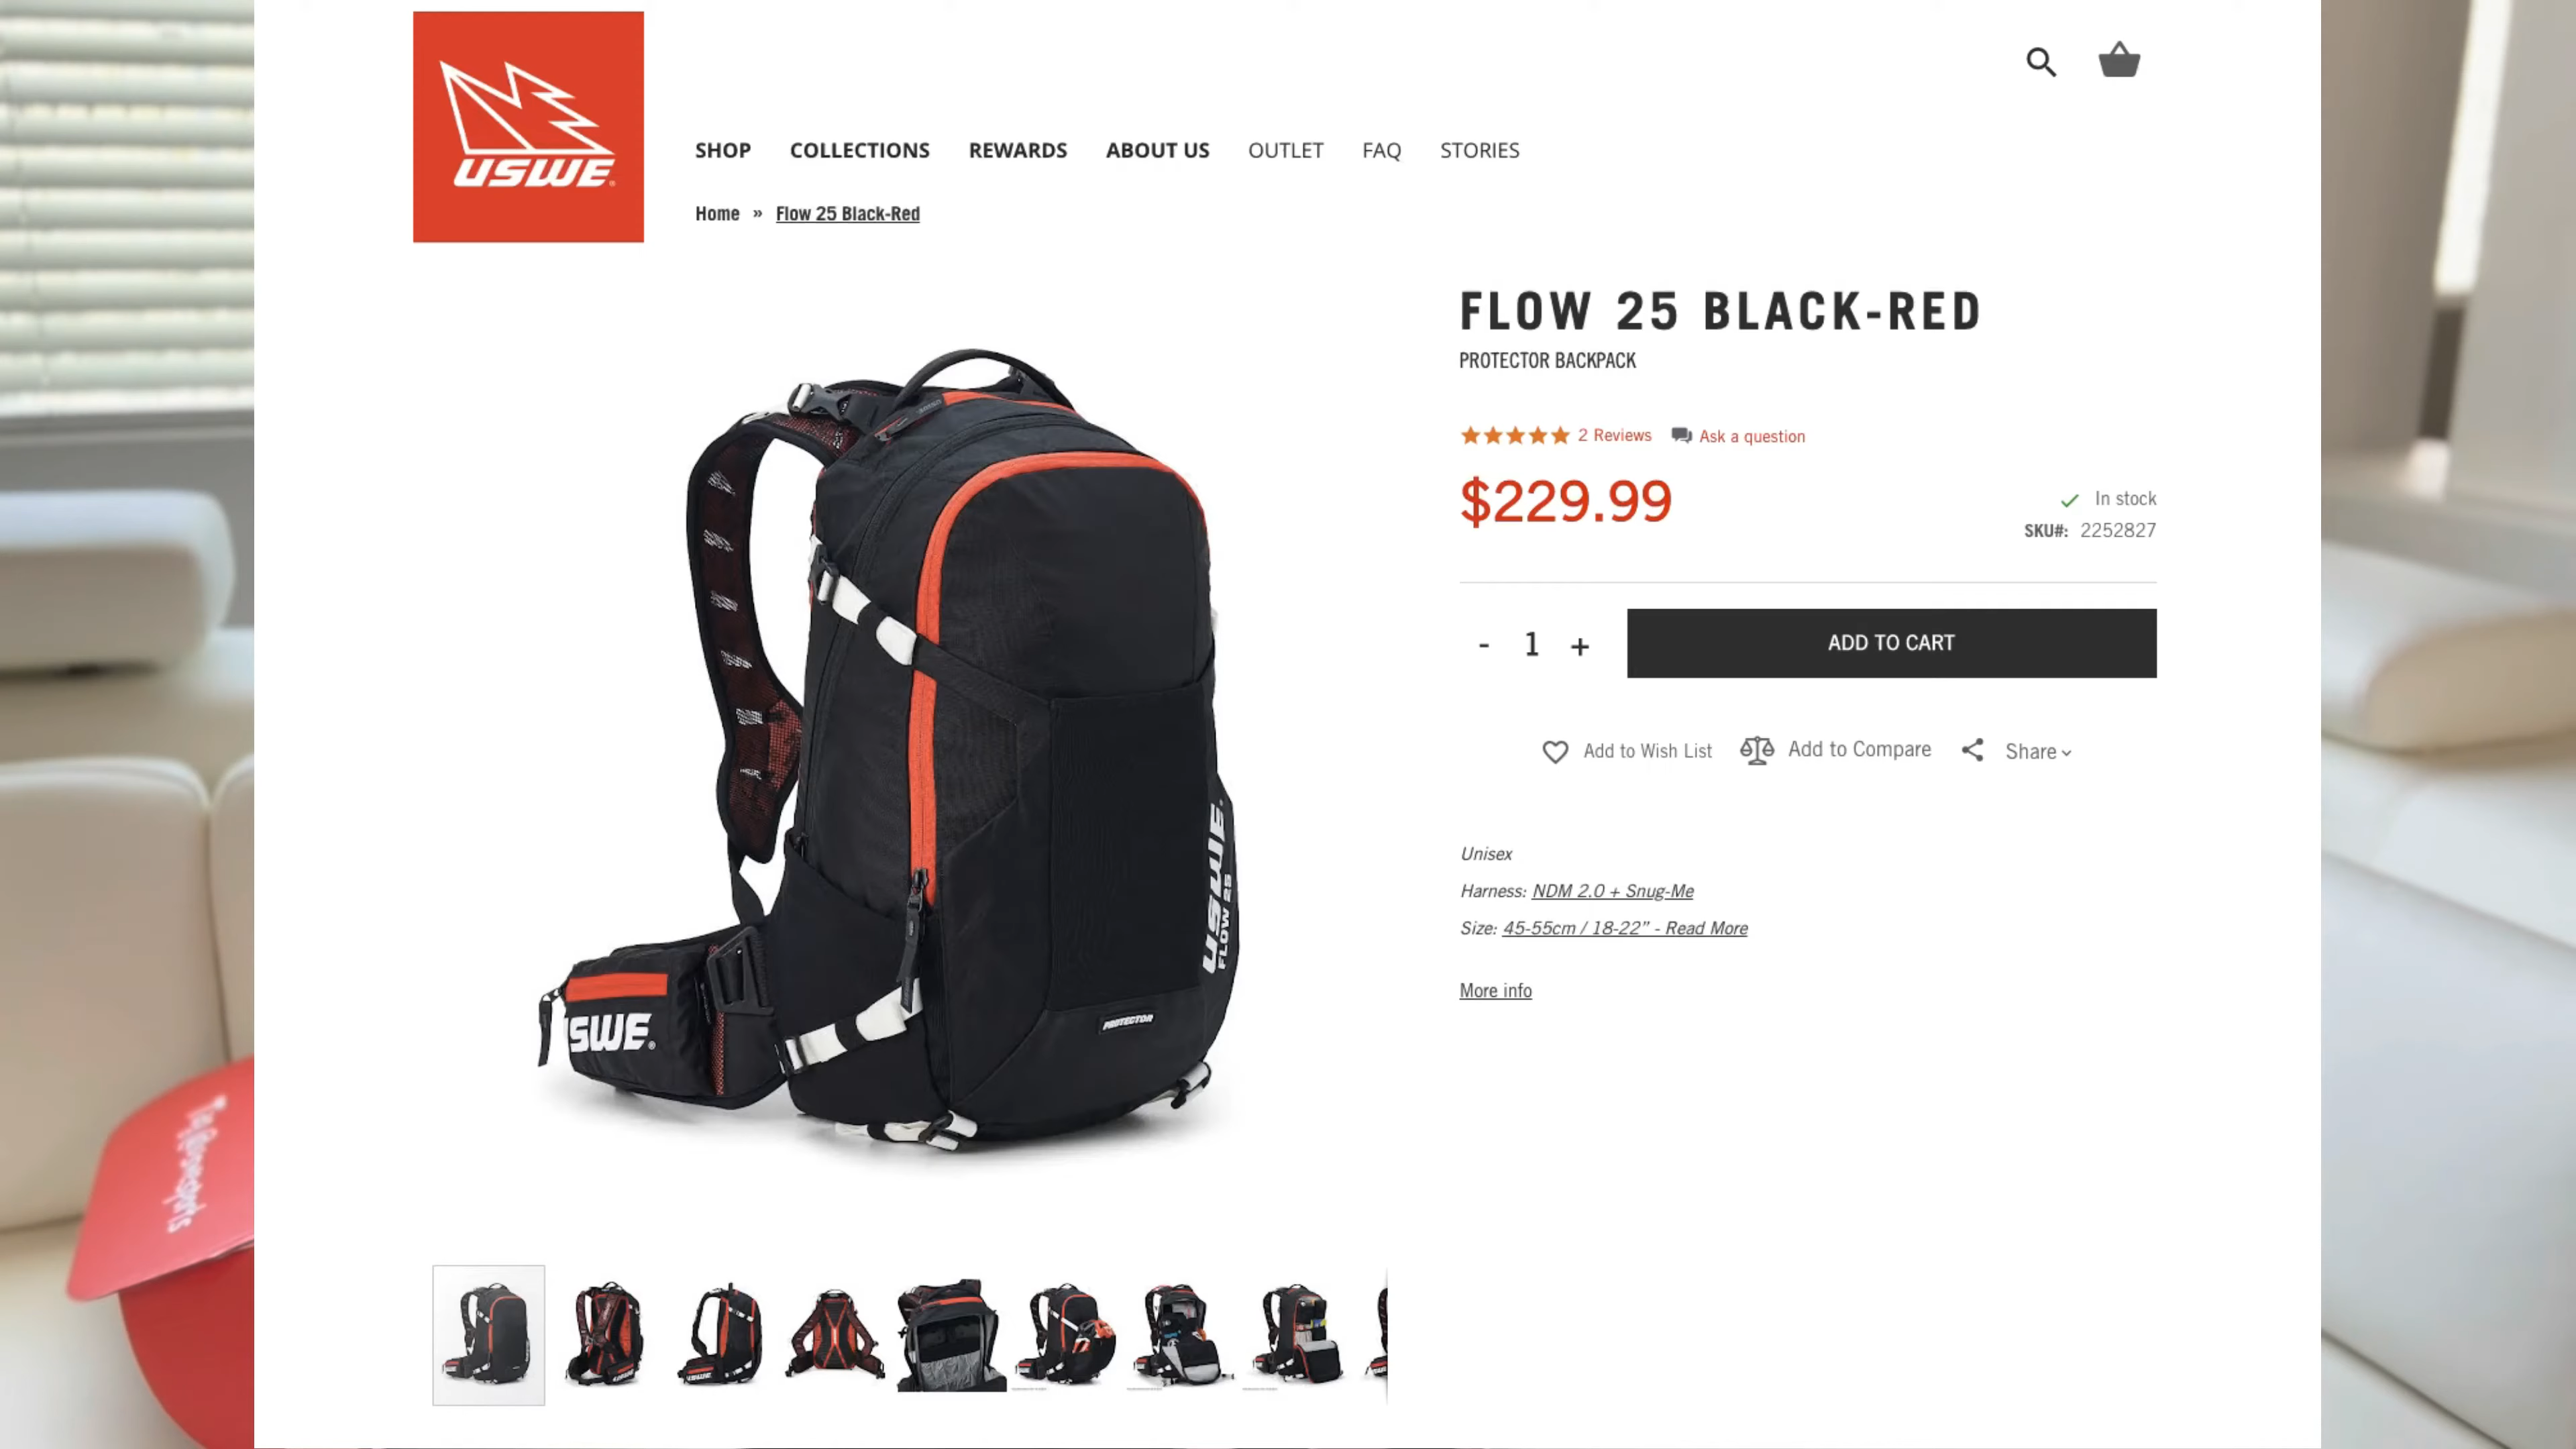 USWE
SHOP COLLECTIONS REWARDS ABOUT US OUTLET FAQ STORIES
Home » Flow 25 Black-Red
FLOW 25 BLACK-RED
PROTECTOR BACKPACK
2 Reviews Ask a question
$229.99
In stock
SKU#: 2252827
- 1 + ADD TO CART
Add to Wish List Add to Compare Share
Unisex
Harness: NDM 2.0 + Snug-Me
Size: 45-55cm / 18-22” - Read More
More info
USWE
FLOW 25
SWE
PROTECTOR